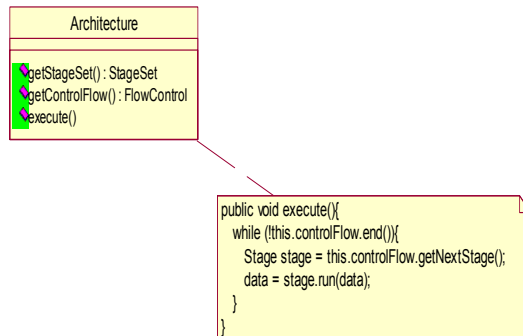 Architecture
getStageSet() : StageSet
getControlFlow() : FlowControl
execute()
public void execute(){
while (!this.controlFlow.end()){
Stage stage = this.controlFlow.getNextStage();
data = stage.run(data);
}
}